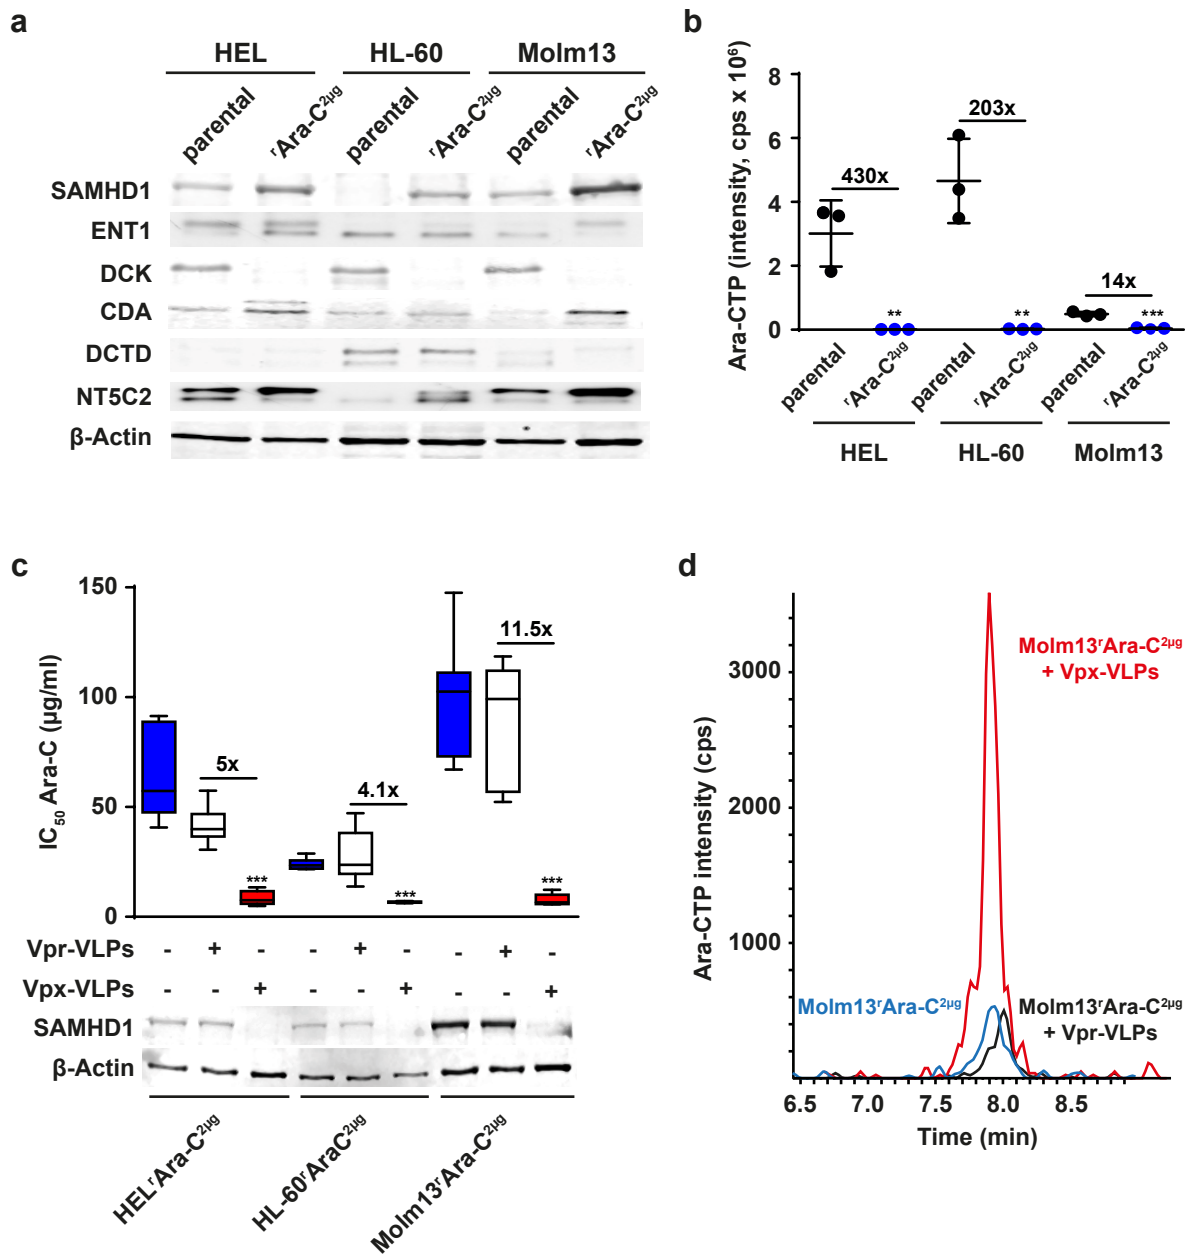 a
HEL HL-60 Molm13
parental ʳAra-C²µᵍ parental ʳAra-C²µᵍ parental ʳAra-C²µᵍ
SAMHD1
ENT1
DCK
CDA
DCTD
NT5C2
β-Actin
b
Ara-CTP (intensity, cps x 10⁶)
8
6
4
2
0
430x
203x
14x
** ** ***
parental ʳAra-C²µᵍ parental ʳAra-C²µᵍ parental ʳAra-C²µᵍ
HEL HL-60 Molm13
c
IC₅₀ Ara-C (µg/ml)
150
100
50
0
5x
4.1x
11.5x
*** *** ***
Vpr-VLPs - + - - + - - + -
Vpx-VLPs - - + - - + - - +
SAMHD1
β-Actin
HELʳAra-C²µᵍ
HL-60ʳAraC²µᵍ
Molm13ʳAra-C²µᵍ
d
Ara-CTP intensity (cps)
3000
2000
1000
Molm13ʳAra-C²µᵍ
+ Vpx-VLPs
Molm13ʳAra-C²µᵍ
Molm13ʳAra-C²µᵍ
+ Vpr-VLPs
6.5 7.0 7.5 8.0 8.5
Time (min)